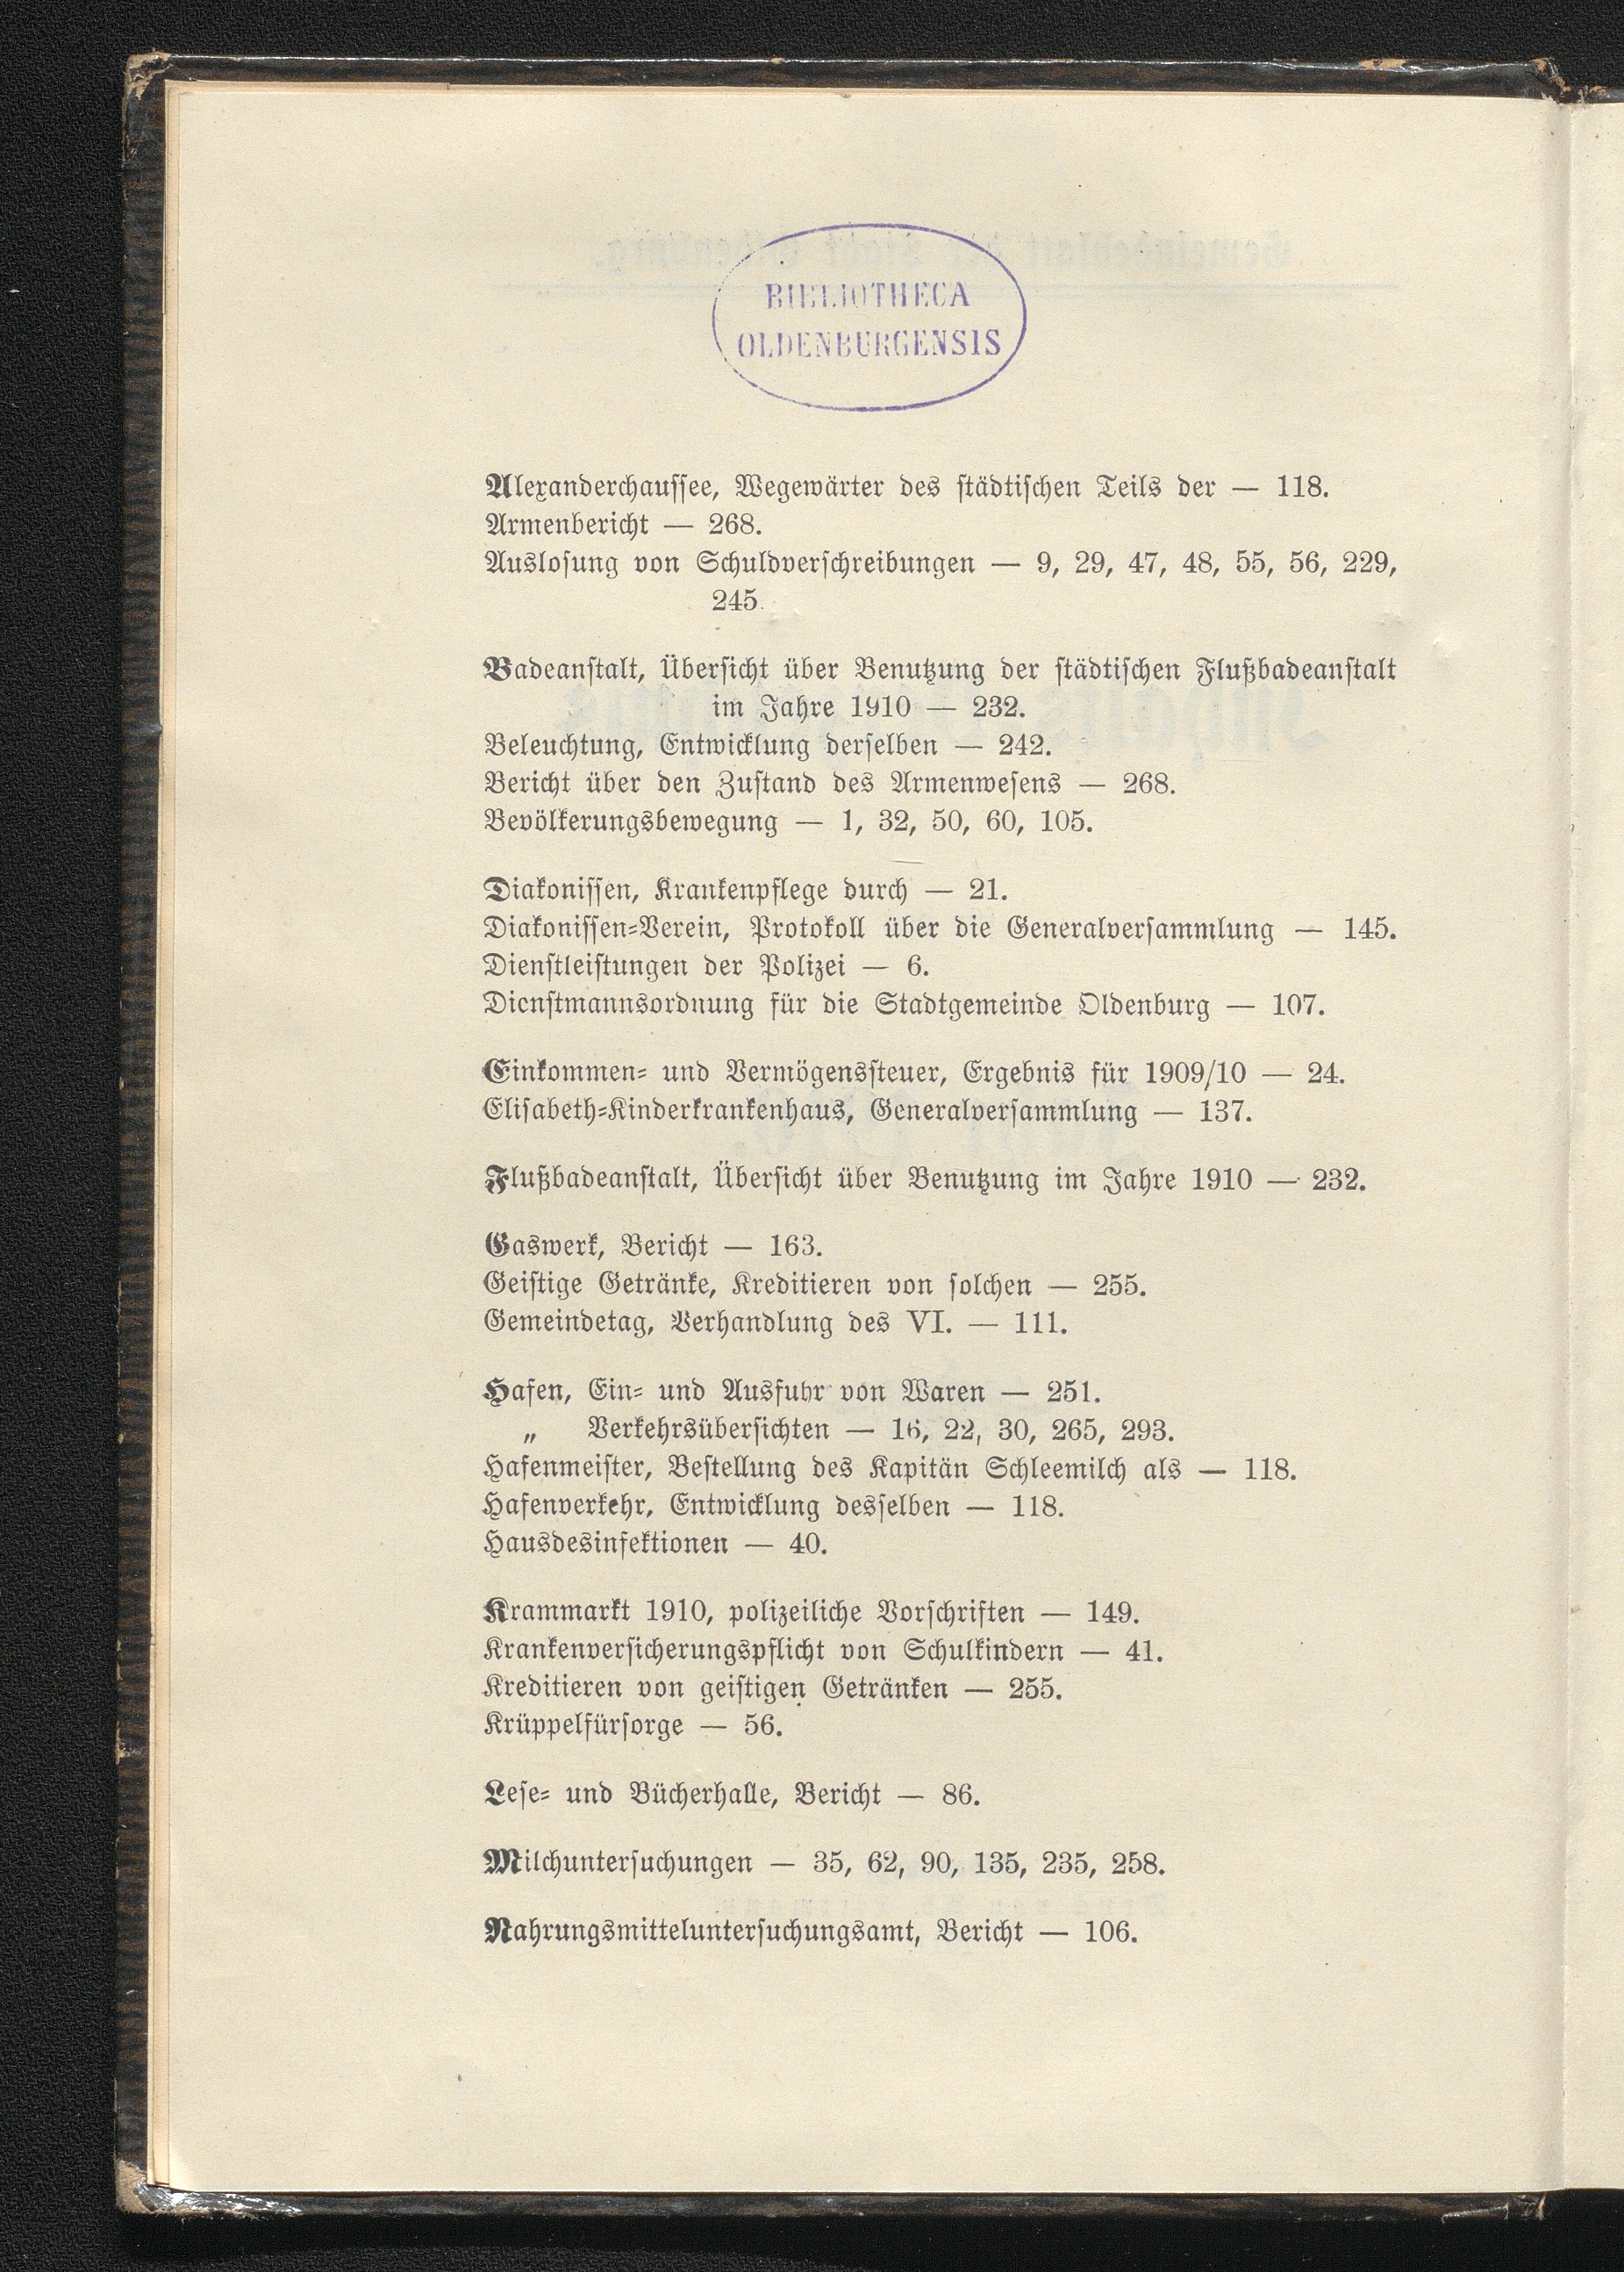 BIBLIOTHECA
OLDENBURGENSIS
Alexanderchaussee, Wegewärter des städtischen Teils der — 118.
Armenbericht — 268.
Auslosung von Schuldverschreibungen — 9, 29, 47, 48, 55, 56, 229,
245.
Badeanstalt, Übersicht über Benutzung der städtischen Flußbadeanstalt
im Jahre 1910 — 232.
Beleuchtung, Entwicklung derselben — 242.
Bericht über den Zustand des Armenwesens — 268.
Bevölkerungsbewegung — 1, 32, 50, 60, 105.
Diakonissen, Krankenpflege durch — 21.
Diakonissen-Verein, Protokoll über die Generalversammlung — 145.
Dienstleistungen der Polizei — 6.
Dienstmannsordnung für die Stadtgemeinde Oldenburg — 107.
Einkommen- und Vermögenssteuer, Ergebnis für 1909/10 — 24.
Elisabeth-Kinderkrankenhaus, Generalversammlung — 137.
Flußbadeanstalt, Übersicht über Benutzung im Jahre 1910 — 232.
Gaswerk, Bericht — 163.
Geistige Getränke, Kreditieren von solchen — 255.
Gemeindetag, Verhandlung des VI. — 111.
Hafen, Ein- und Ausfuhr von Waren — 251.
„ Verkehrsübersichten — 16, 22, 30, 265, 293.
Hafenmeister, Bestellung des Kapitän Schleemilch als — 118.
Hafenverkehr, Entwicklung desselben — 118.
Hausdesinfektionen — 40.
Krammarkt 1910, polizeiliche Vorschriften — 149.
Krankenversicherungspflicht von Schulkindern — 41.
Kreditieren von geistigen Getränken — 255.
Krüppelfürsorge — 56.
Lese- und Bücherhalle, Bericht — 86.
Milchuntersuchungen — 35, 62, 90, 135, 235, 258.
Nahrungsmitteluntersuchungsamt, Bericht — 106.